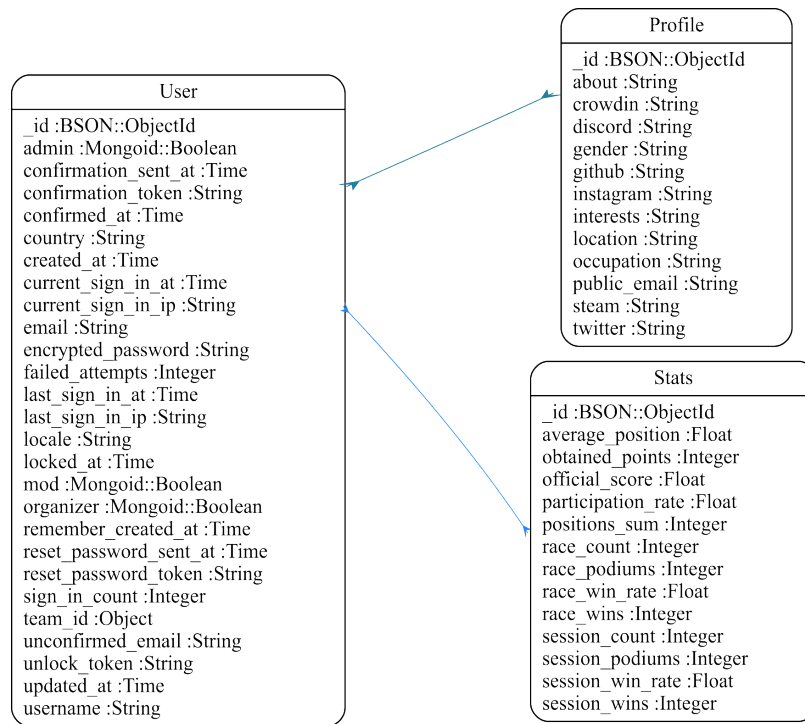 User
_id :BSON::ObjectId
admin :Mongoid::Boolean
confirmation_sent_at :Time
confirmation_token :String
confirmed_at :Time
country :String
created_at :Time
current_sign_in_at :Time
current_sign_in_ip :String
email :String
encrypted_password :String
failed_attempts :Integer
last_sign_in_at :Time
last_sign_in_ip :String
locale :String
locked_at :Time
mod :Mongoid::Boolean
organizer :Mongoid::Boolean
remember_created_at :Time
reset_password_sent_at :Time
reset_password_token :String
sign_in_count :Integer
team_id :Object
unconfirmed_email :String
unlock_token :String
updated_at :Time
username :String
Profile
_id :BSON::ObjectId
about :String
crowdin :String
discord :String
gender :String
github :String
instagram :String
interests :String
location :String
occupation :String
public_email :String
steam :String
twitter :String
Stats
_id :BSON::ObjectId
average_position :Float
obtained_points :Integer
official_score :Float
participation_rate :Float
positions_sum :Integer
race_count :Integer
race_podiums :Integer
race_win_rate :Float
race_wins :Integer
session_count :Integer
session_podiums :Integer
session_win_rate :Float
session_wins :Integer